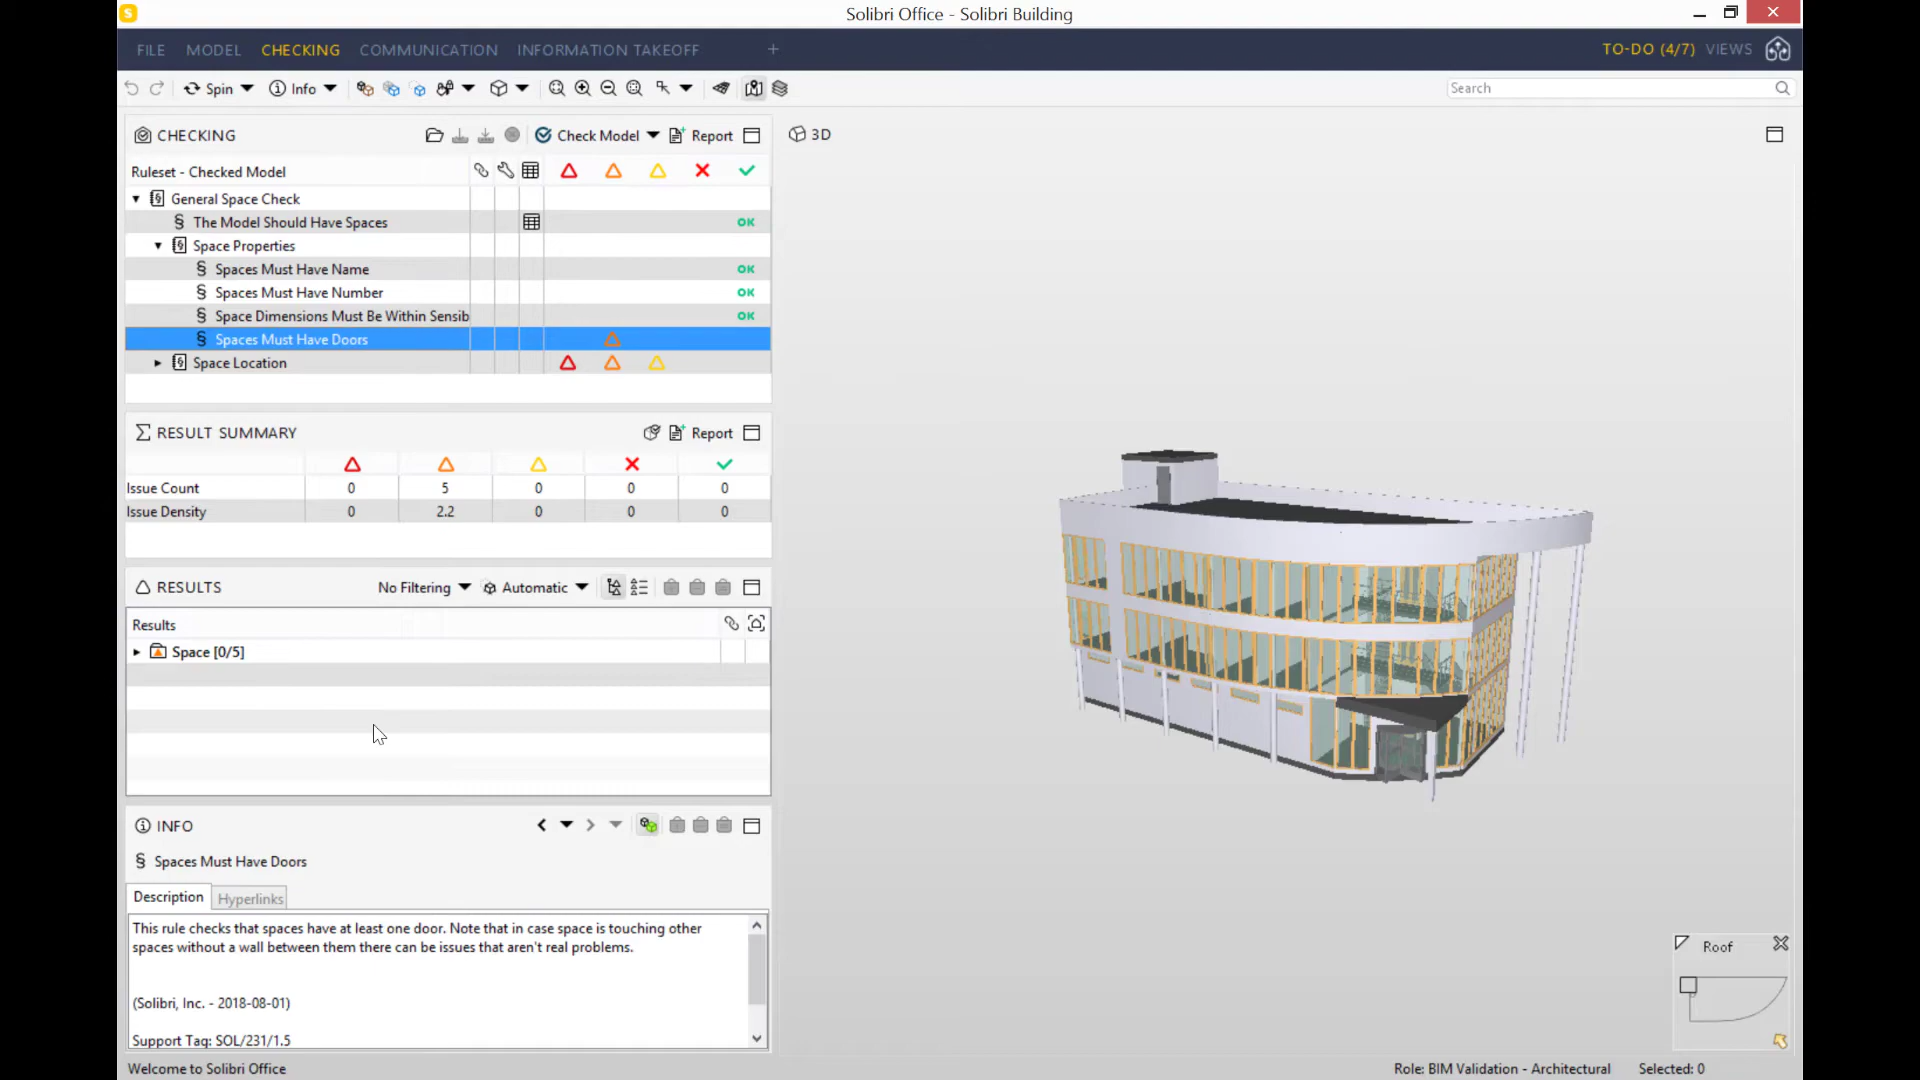 S
Solibri Office - Solibri Building
FILE MODEL CHECKING COMMUNICATION INFORMATION TAKEOFF +
TO-DO (4/7) VIEWS
Spin Info
Search
CHECKING Check Model Report
3D
Ruleset - Checked Model
§ General Space Check
§ The Model Should Have Spaces OK
§ Space Properties
§ Spaces Must Have Name OK
§ Spaces Must Have Number OK
§ Space Dimensions Must Be Within Sensib OK
§ Spaces Must Have Doors
§ Space Location
RESULT SUMMARY Report
Issue Count 0 5 0 0 0
Issue Density 0 2.2 0 0 0
RESULTS No Filtering Automatic
Results
Space [0/5]
INFO
§ Spaces Must Have Doors
Description Hyperlinks
This rule checks that spaces have at least one door. Note that in case space is touching other
spaces without a wall between them there can be issues that aren't real problems.
(Solibri, Inc. - 2018-08-01)
Support Tag: SOL/231/1.5
Roof
Welcome to Solibri Office
Role: BIM Validation - Architectural Selected: 0